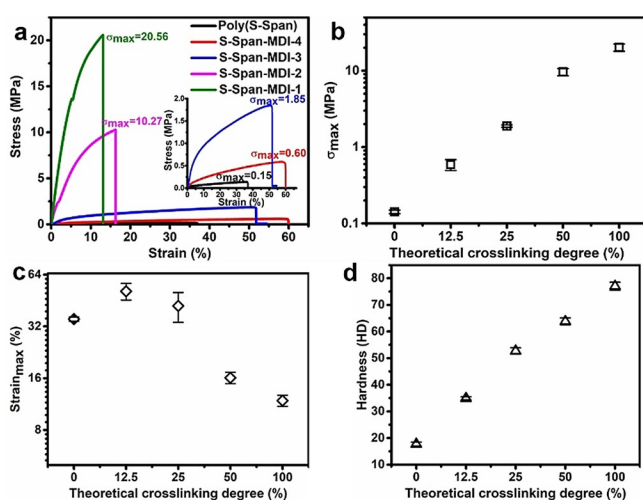 a
Stress (MPa)
20
15
10
5
0
σmax=20.56
σmax=10.27
Poly(S-Span)
S-Span-MDI-4
S-Span-MDI-3
S-Span-MDI-2
S-Span-MDI-1
Stress (MPa)
2.0
1.5
1.0
0.5
0.0
σmax=1.85
σmax=0.60
σmax=0.15
0 10 20 30 40 50 60
Strain (%)
0 10 20 30 40 50 60
Strain (%)
b
σmax (MPa)
10
1
0.1
0 12.5 25 50 100
Theoretical crosslinking degree (%)
c
Strainmax (%)
64
32
16
8
0 12.5 25 50 100
Theoretical crosslinking degree (%)
d
Hardness (HD)
80
70
60
50
40
30
20
10
0 12.5 25 50 100
Theoretical crosslinking degree (%)